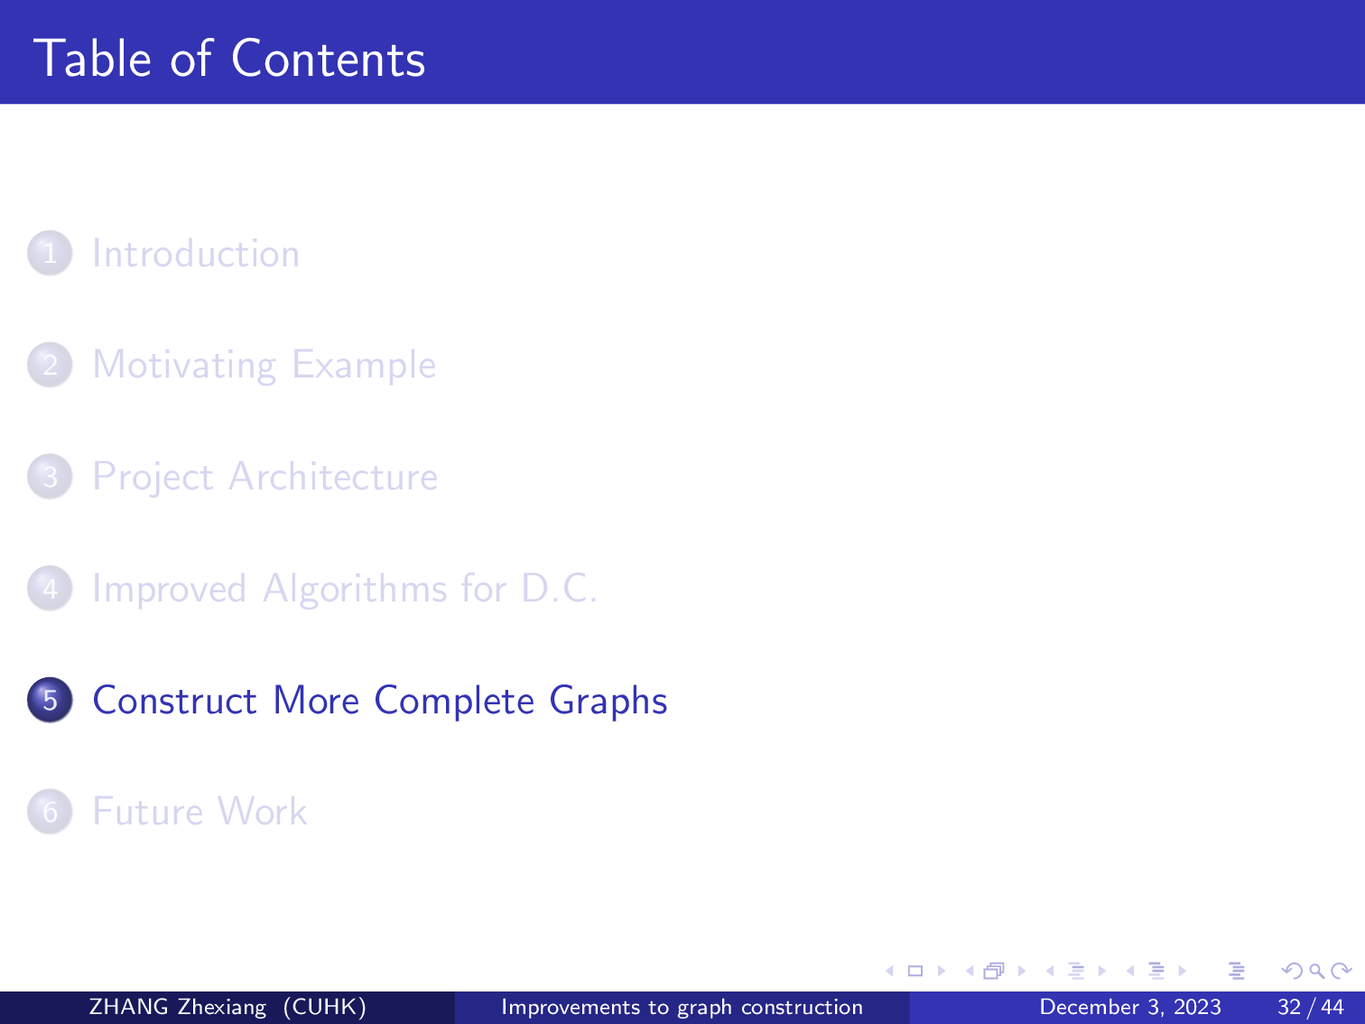 Table of Contents
1 Introduction
2 Motivating Example
3 Project Architecture
4 Improved Algorithms for D.C.
5 Construct More Complete Graphs
6 Future Work
ZHANG Zhexiang (CUHK) Improvements to graph construction December 3, 2023 32 / 44